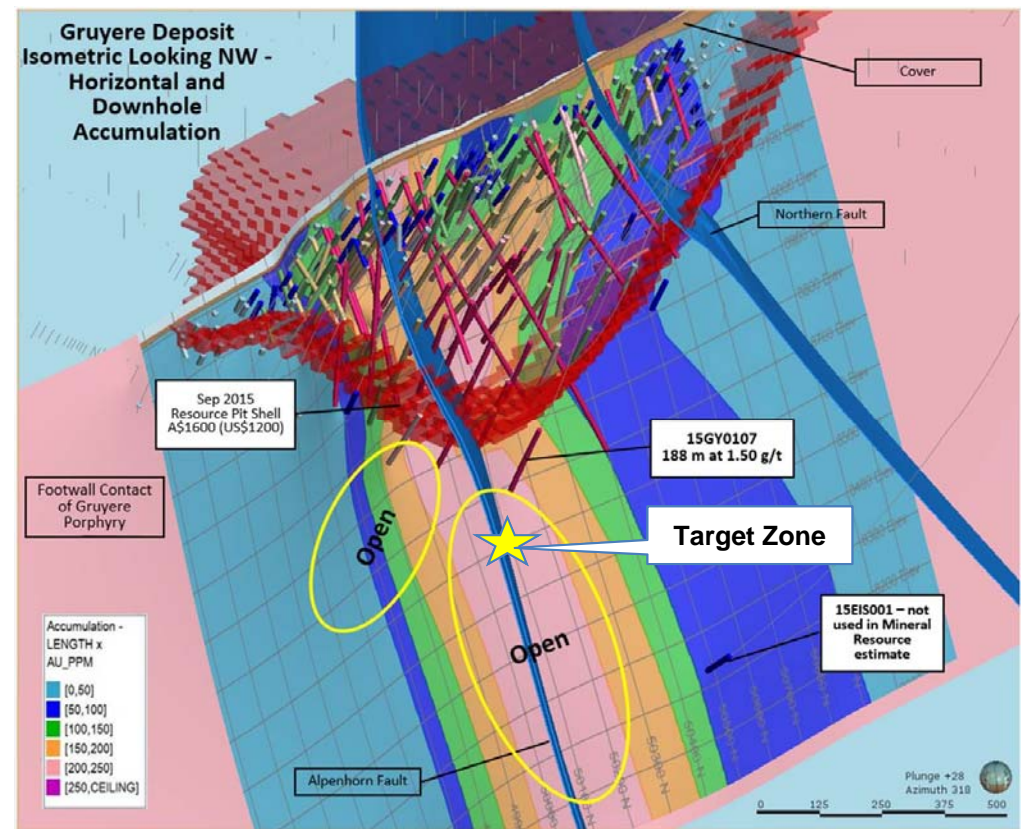 Gruyere Deposit
Isometric Looking NW -
Horizontal and
Downhole
Accumulation
Cover
Northern Fault
Sep 2015
Resource Pit Shell
A$1600 (US$1200)
15GY0107
188 m at 1.50 g/t
Footwall Contact
of Gruyere
Porphyry
Open
Target Zone
15EIS001 – not
used in Mineral
Resource
estimate
Open
Accumulation -
LENGTH x
AU_PPM
[0,50]
[50,100]
[100,150]
[150,200]
[200,250]
[250,CEILING]
Alpenhorn Fault
50300-N
50400-N
Plunge +28
Azimuth 318
0 125 250 375 500